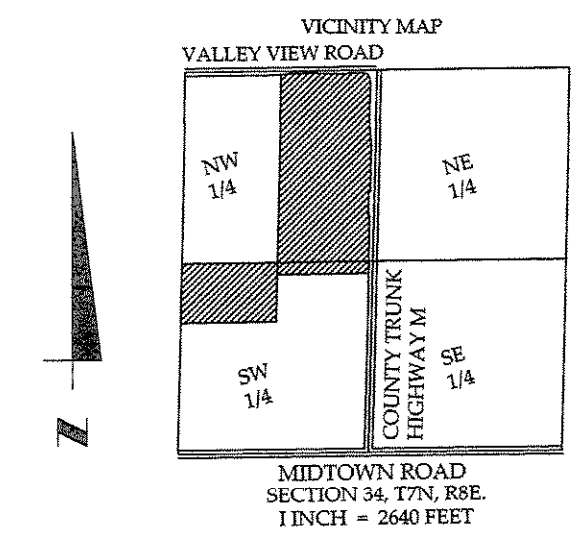 VICINITY MAP
VALLEY VIEW ROAD
NW
1/4
NE
1/4
COUNTY TRUNK
HIGHWAY M
SW
1/4
SE
1/4
N
MIDTOWN ROAD
SECTION 34, T7N, R8E.
1 INCH = 2640 FEET